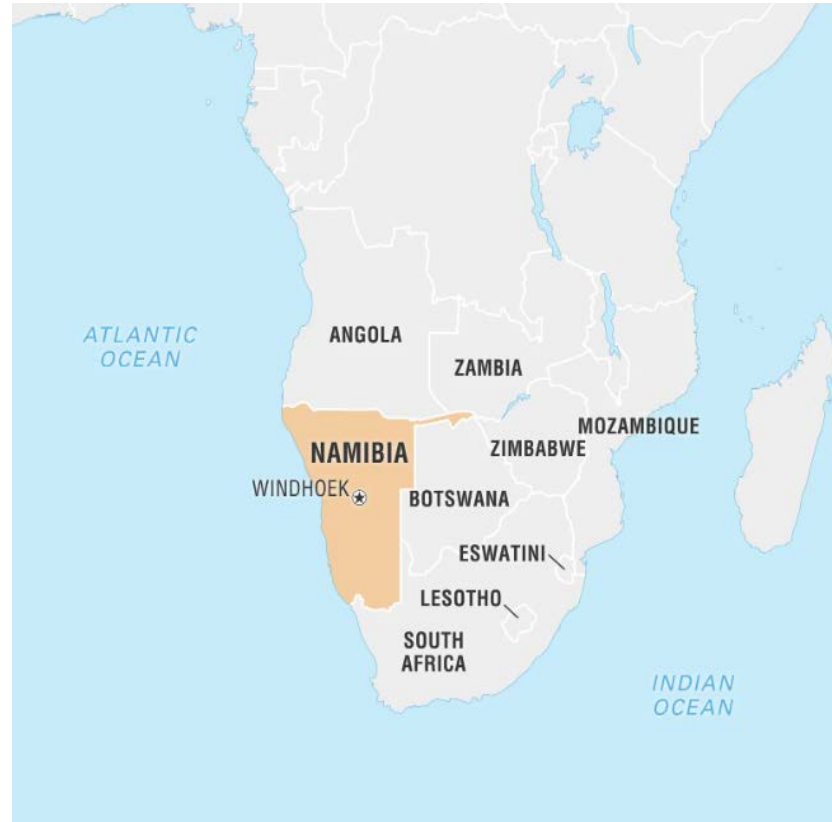 ATLANTIC
OCEAN
ANGOLA
ZAMBIA
MOZAMBIQUE
NAMIBIA
ZIMBABWE
WINDHOEK
BOTSWANA
ESWATINI
LESOTHO
SOUTH
AFRICA
INDIAN
OCEAN